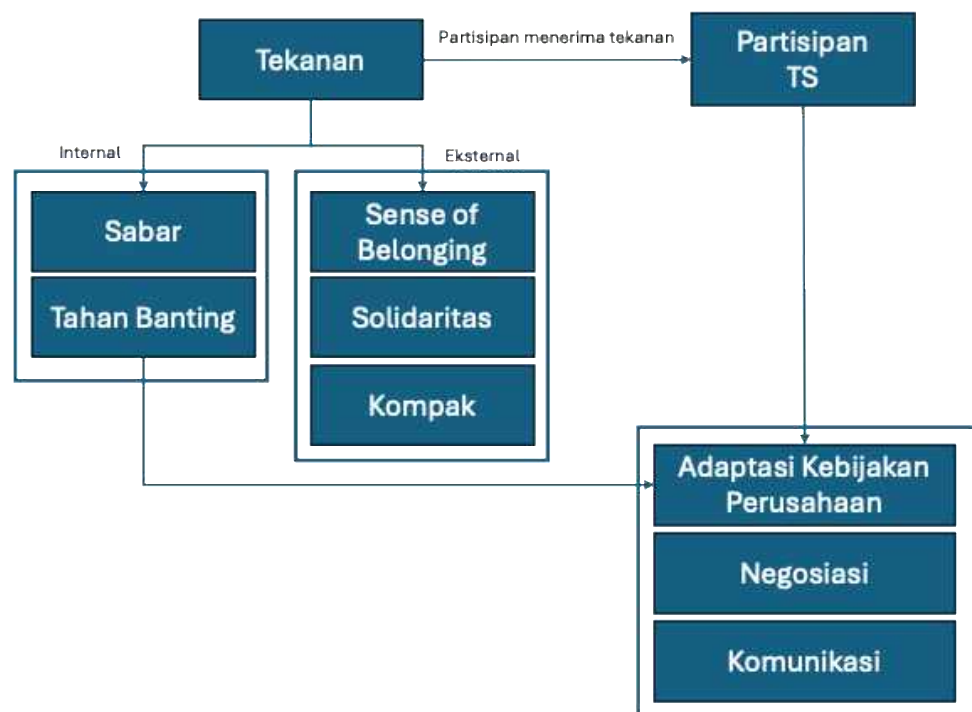 Tekanan
Partisipan menerima tekanan
Partisipan
TS
Internal
Eksternal
Sabar
Tahan Banting
Sense of
Belonging
Solidaritas
Kompak
Adaptasi Kebijakan
Perusahaan
Negosiasi
Komunikasi